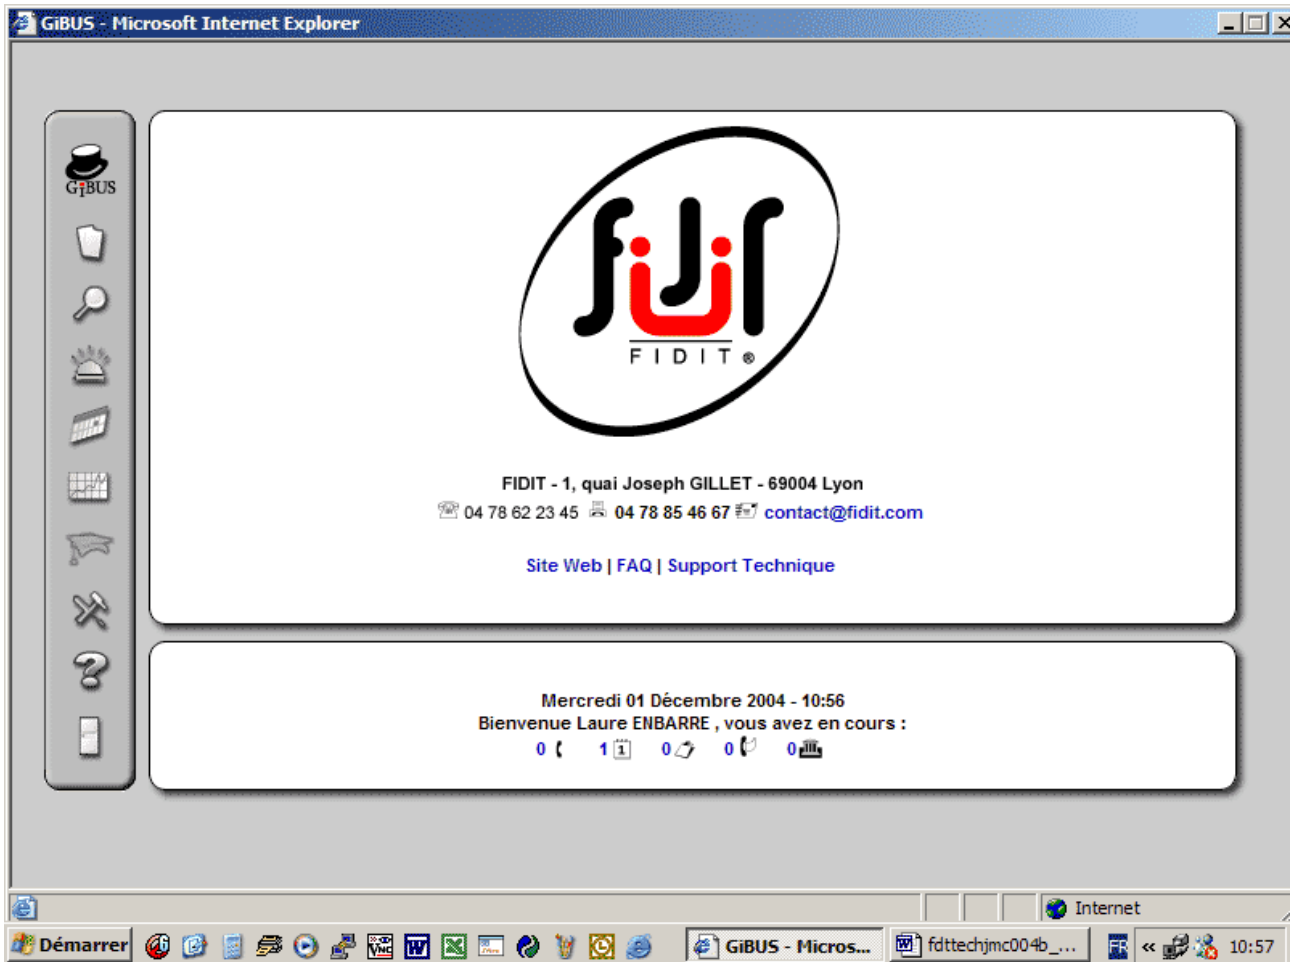 GiBUS - Microsoft Internet Explorer
GiBUS
FIDIT ®
FIDIT - 1, quai Joseph GILLET - 69004 Lyon
04 78 62 23 45 04 78 85 46 67 contact@fidit.com
Site Web | FAQ | Support Technique
Mercredi 01 Décembre 2004 - 10:56
Bienvenue Laure ENBARRE , vous avez en cours :
0 1 1 0 0 0
Internet
Démarrer VNC W GiBUS - Micros... fdttechjmc004b_... FR « 10:57